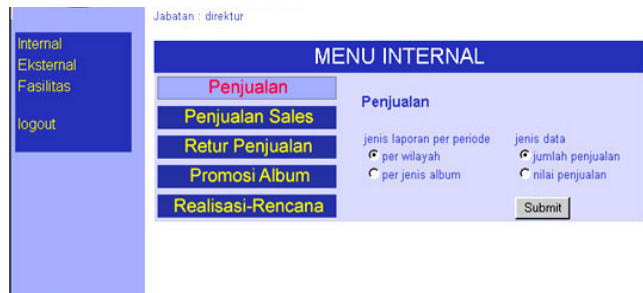 Jabatan : direktur
Internal
Eksternal
Fasilitas
logout
MENU INTERNAL
Penjualan
Penjualan Sales
Retur Penjualan
Promosi Album
Realisasi-Rencana
Penjualan
jenis laporan per periode
per wilayah
per jenis album
jenis data
jumlah penjualan
nilai penjualan
Submit